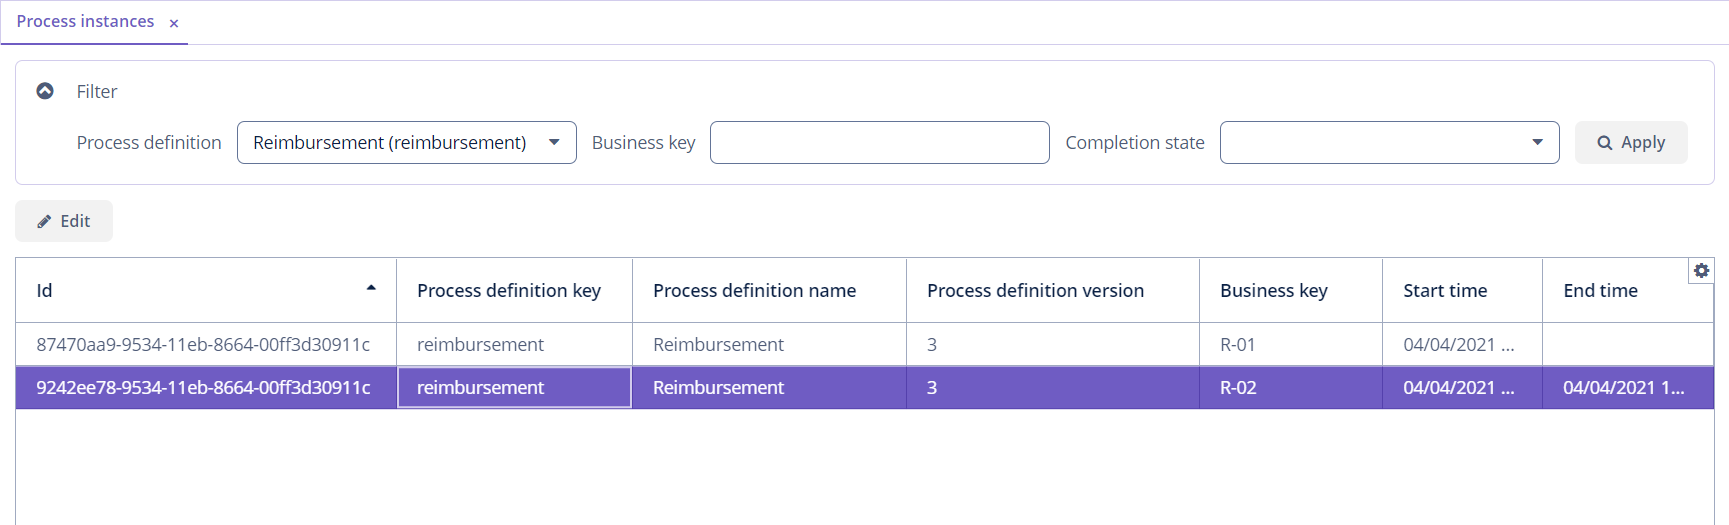 Process instances ×
Filter
Process definition Reimbursement (reimbursement) Business key Completion state Apply
Edit
Id Process definition key Process definition name Process definition version Business key Start time End time
87470aa9-9534-11eb-8664-00ff3d30911c reimbursement Reimbursement 3 R-01 04/04/2021 ...
9242ee78-9534-11eb-8664-00ff3d30911c reimbursement Reimbursement 3 R-02 04/04/2021 ... 04/04/2021 1...